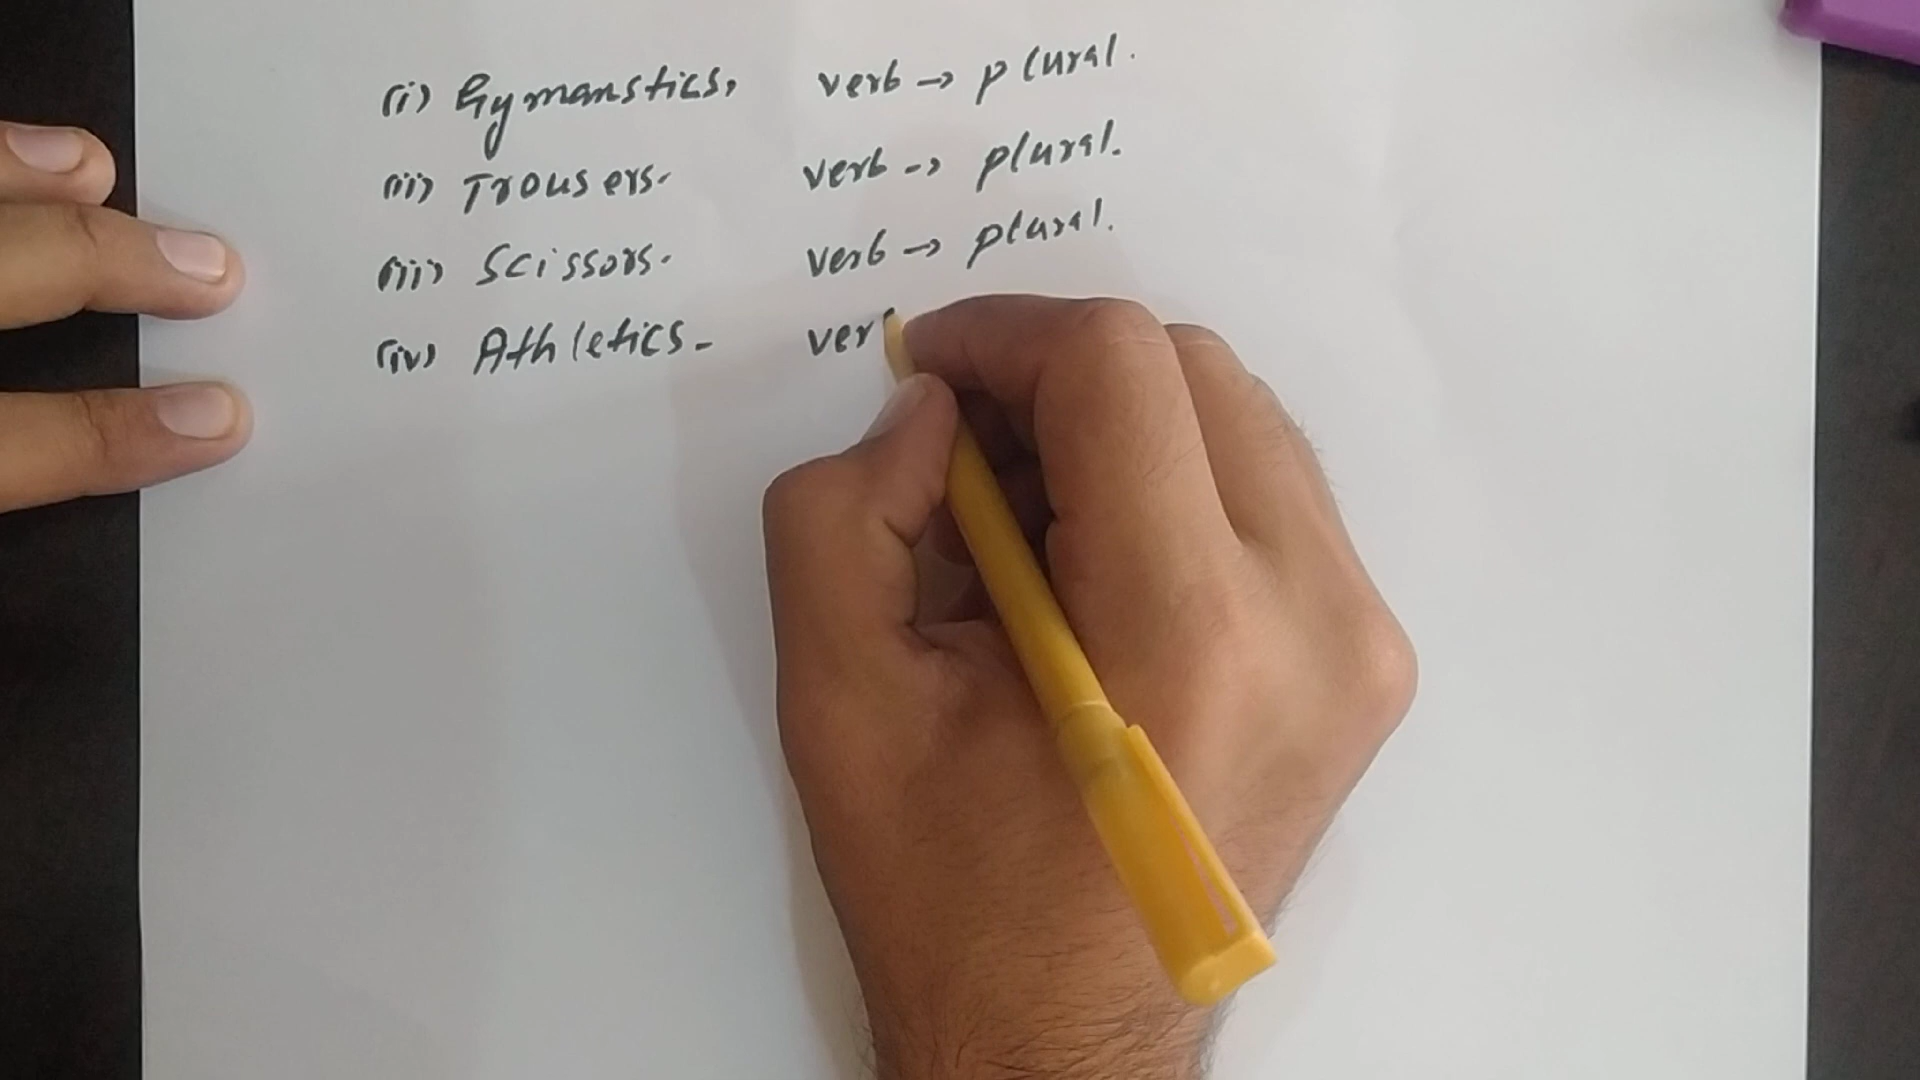 (i) Gymanstics, verb → plural.
(ii) Trousers. verb → plural.
(iii) Scissors. verb → plural.
(iv) Athletics - ver